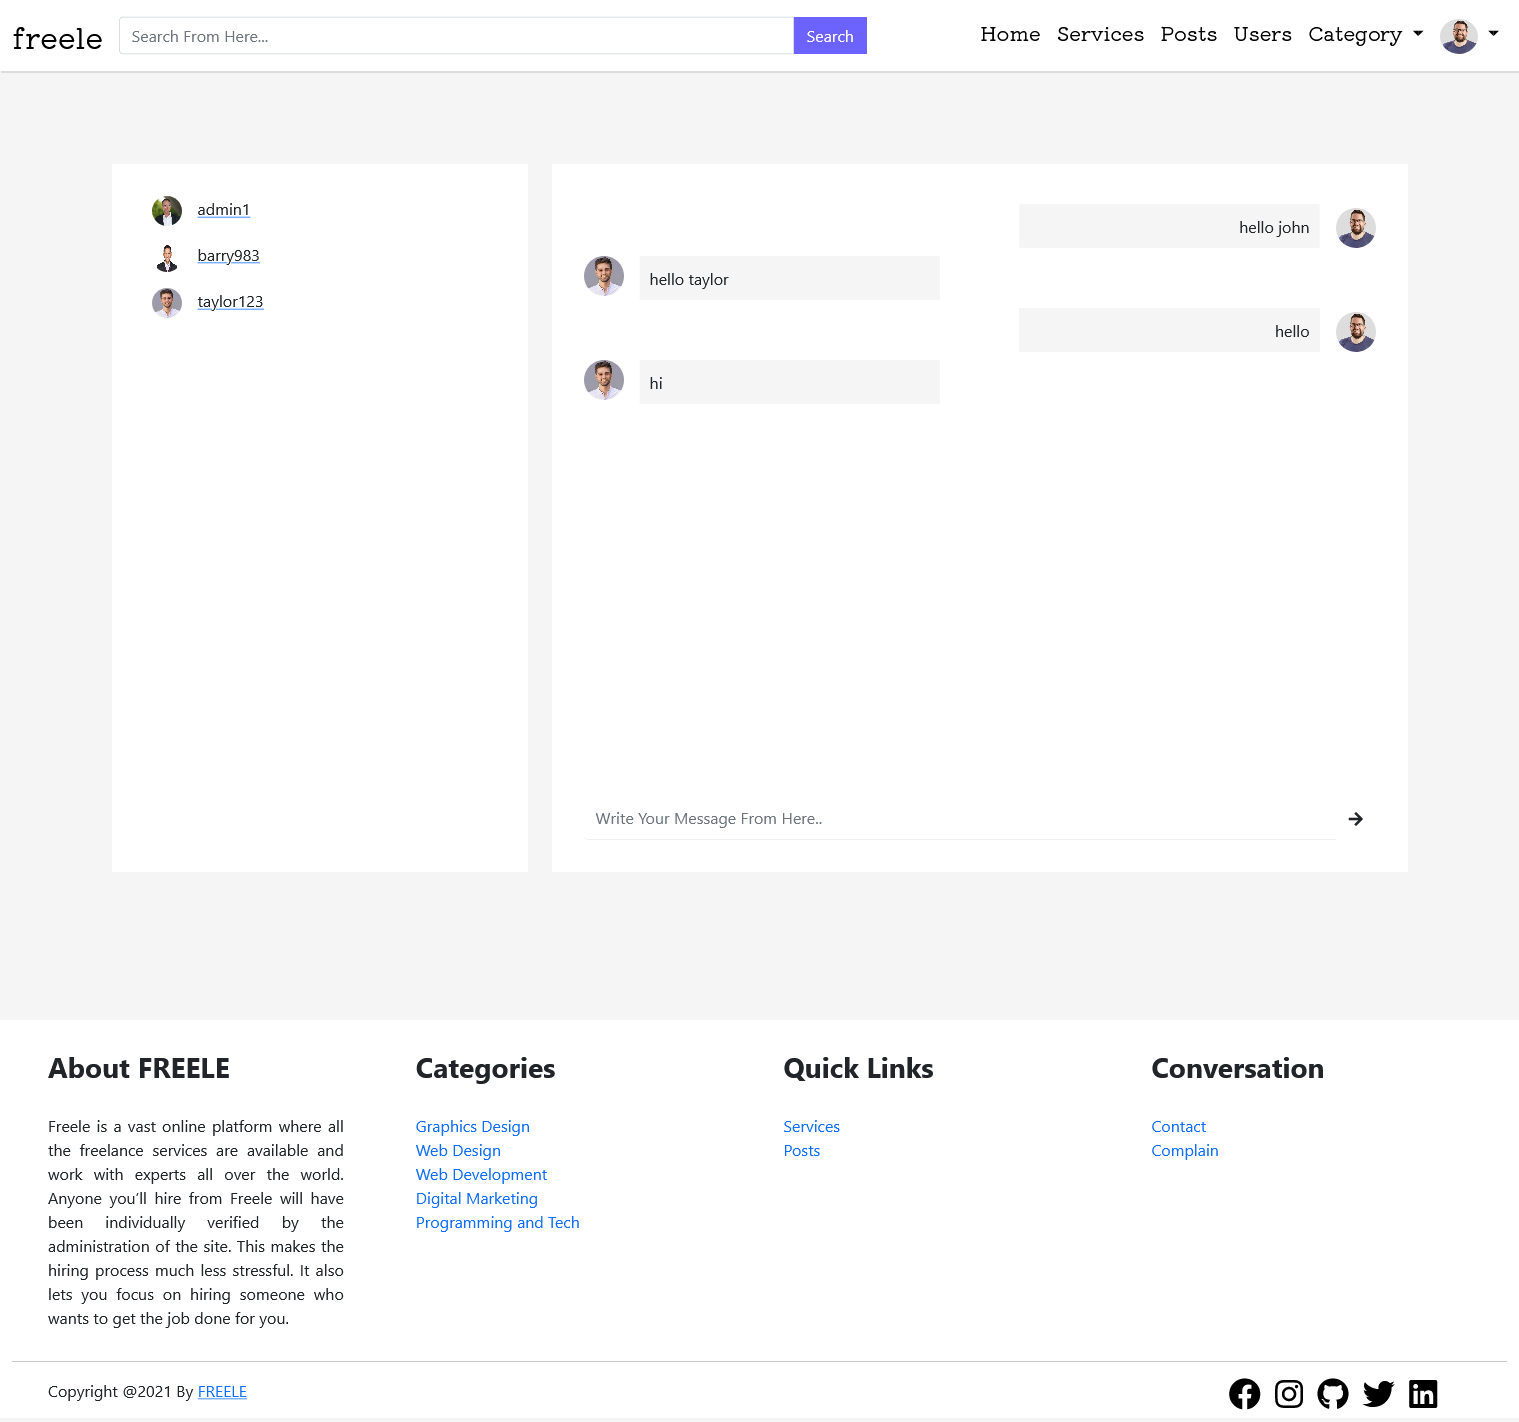 freele
Search From Here...
Search
Home Services Posts Users Category
admin1
barry983
taylor123
hello john
hello taylor
hello
hi
Write Your Message From Here..
About FREELE
Freele is a vast online platform where all
the freelance services are available and
work with experts all over the world.
Anyone you'll hire from Freele will have
been individually verified by the
administration of the site. This makes the
hiring process much less stressful. It also
lets you focus on hiring someone who
wants to get the job done for you.
Categories
Graphics Design
Web Design
Web Development
Digital Marketing
Programming and Tech
Quick Links
Services
Posts
Conversation
Contact
Complain
Copyright @2021 By FREELE